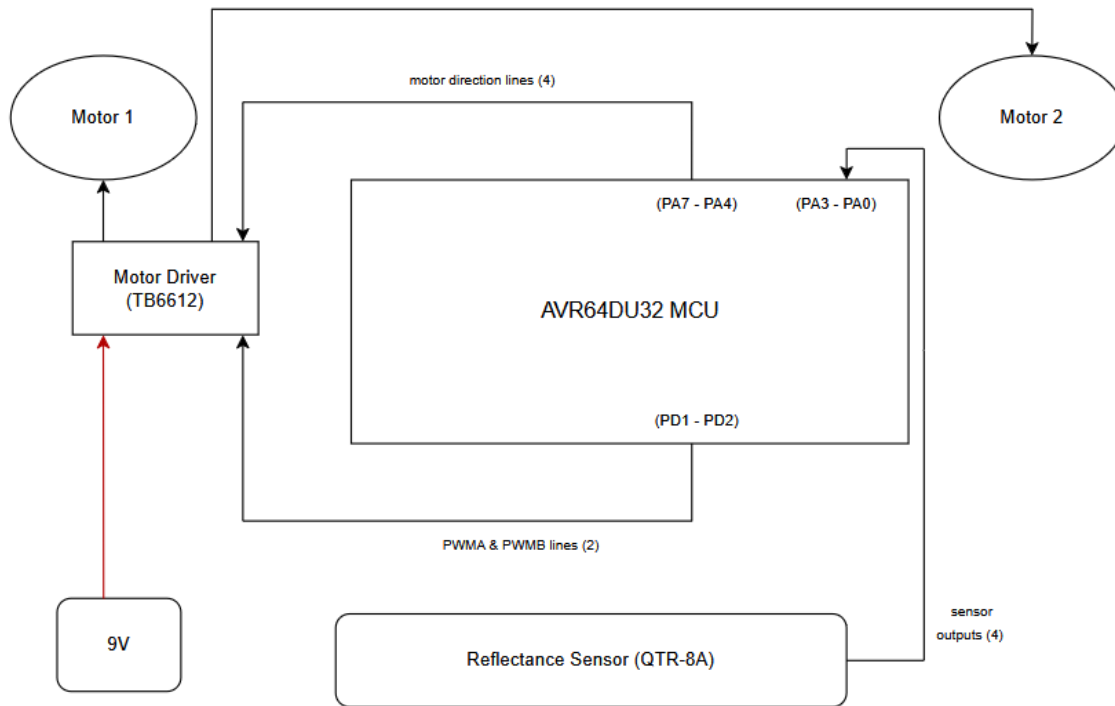 motor direction lines (4)
Motor 1
Motor 2
(PA7 - PA4)
(PA3 - PA0)
Motor Driver
(TB6612)
AVR64DU32 MCU
(PD1 - PD2)
PWMA & PWMB lines (2)
sensor
outputs (4)
9V
Reflectance Sensor (QTR-8A)